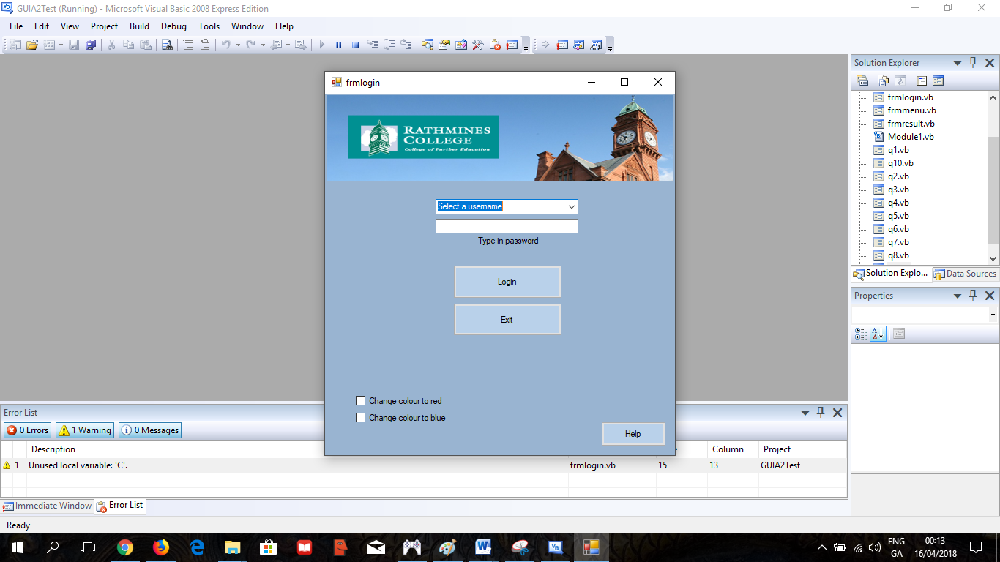 GUIA2Test (Running) - Microsoft Visual Basic 2008 Express Edition
File Edit View Project Build Debug Tools Window Help
Solution Explorer
frmlogin.vb
frmmenu.vb
frmresult.vb
Module1.vb
q1.vb
q10.vb
q2.vb
q3.vb
q4.vb
q5.vb
q6.vb
q7.vb
q8.vb
Solution Explo... Data Sources
Properties
frmlogin
RATHMINES
COLLEGE
College of Further Education
Select a username
Type in password
Login
Exit
Change colour to red
Change colour to blue
Help
Error List
0 Errors 1 Warning 0 Messages
Description Column Project
1 Unused local variable: 'C'. frmlogin.vb 15 13 GUIA2Test
Immediate Window Error List
Ready
ENG 00:13
GA 16/04/2018